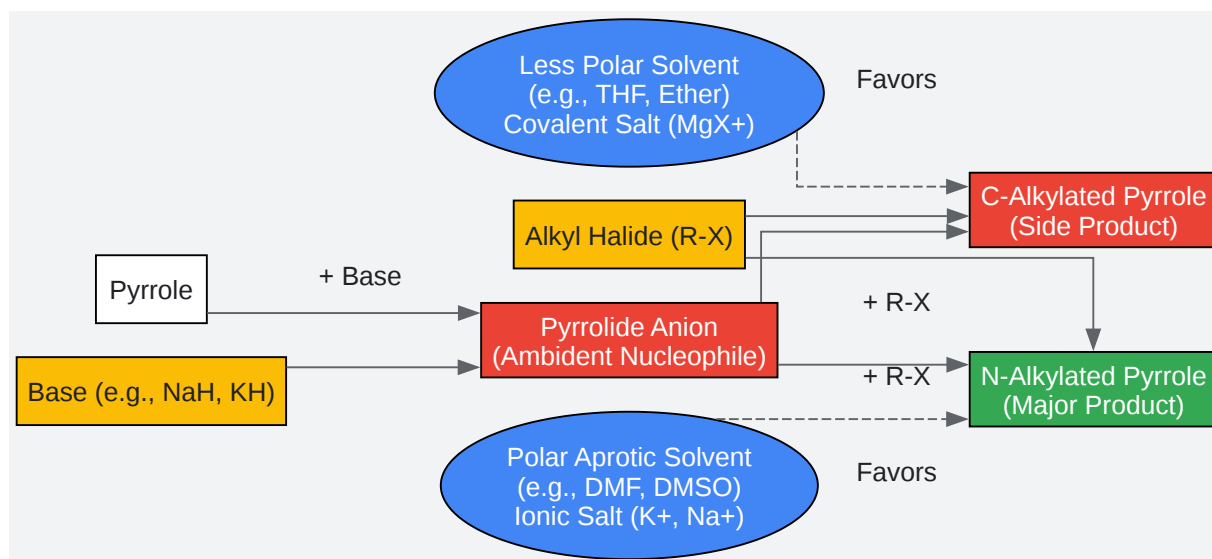 Less Polar Solvent
(e.g., THF, Ether)
Covalent Salt (MgX+)
Favors
C-Alkylated Pyrrole
(Side Product)
Alkyl Halide (R-X)
Pyrrole
+ Base
+ R-X
Pyrrolide Anion
(Ambident Nucleophile)
Base (e.g., NaH, KH)
+ R-X
N-Alkylated Pyrrole
(Major Product)
Polar Aprotic Solvent
(e.g., DMF, DMSO)
Ionic Salt (K+, Na+)
Favors